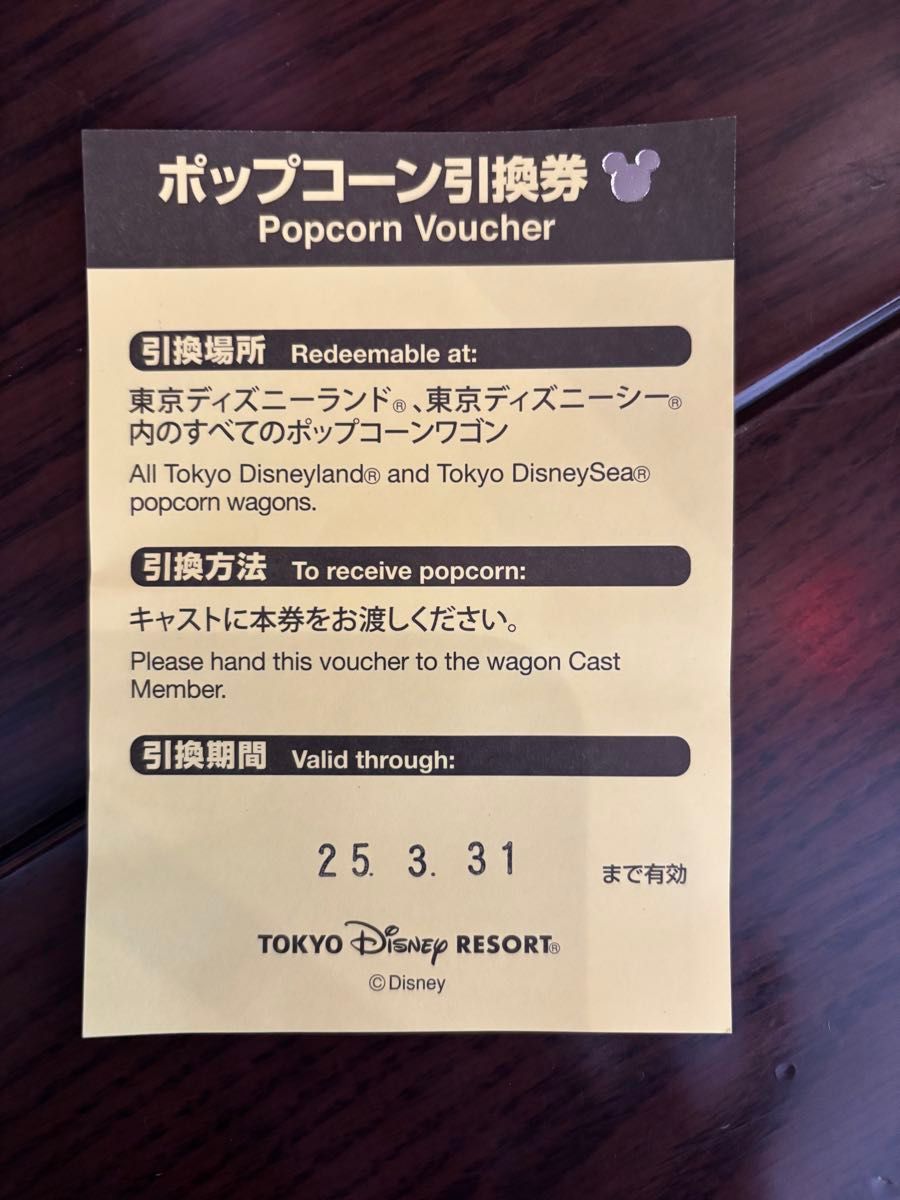 ポップコーン引換券
Popcorn Voucher
引換場所 Redeemable at:
東京ディズニーランド®、東京ディズニーシー®
内のすべてのポップコーンワゴン
All Tokyo Disneyland® and Tokyo DisneySea®
popcorn wagons.
引換方法 To receive popcorn:
キャストに本券をお渡しください。
Please hand this voucher to the wagon Cast
Member.
引換期間 Valid through:
25. 3. 31 まで有効
TOKYO Disney RESORT®
©Disney